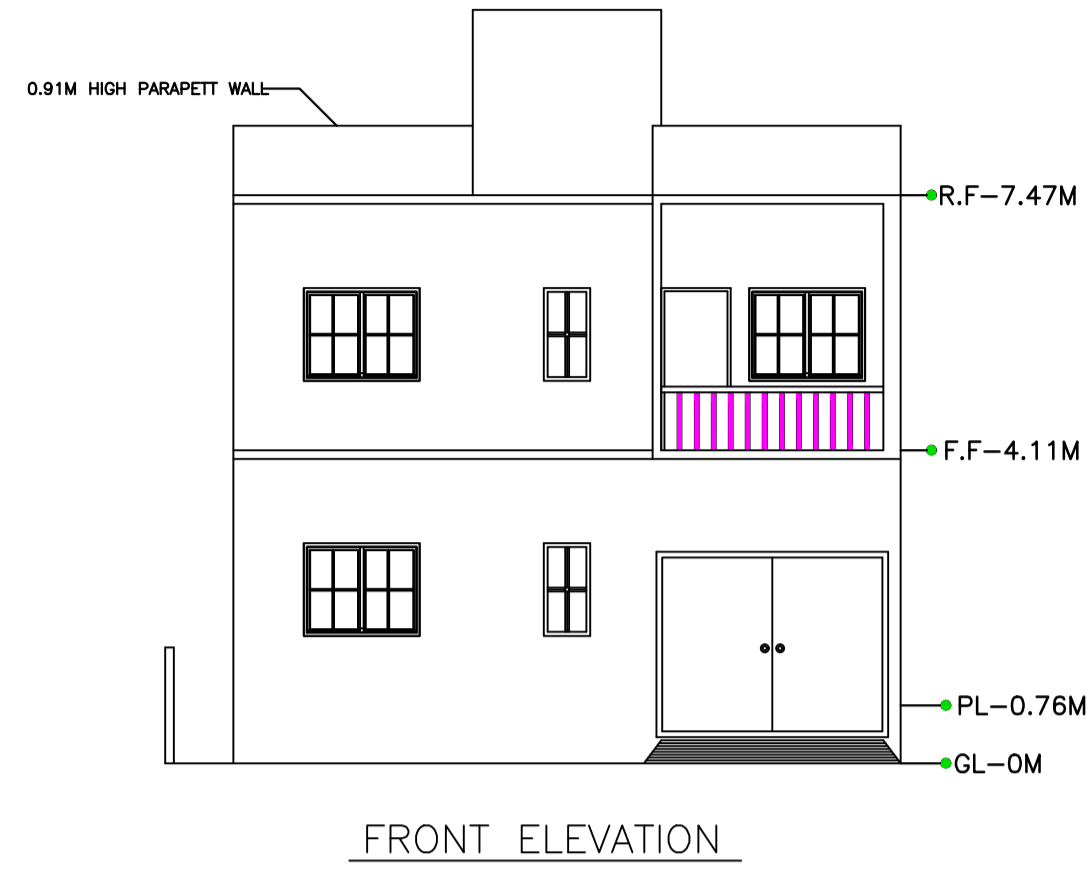 0.91M HIGH PARAPETT WALL
R.F-7.47M
F.F-4.11M
PL-0.76M
GL-0M
FRONT ELEVATION